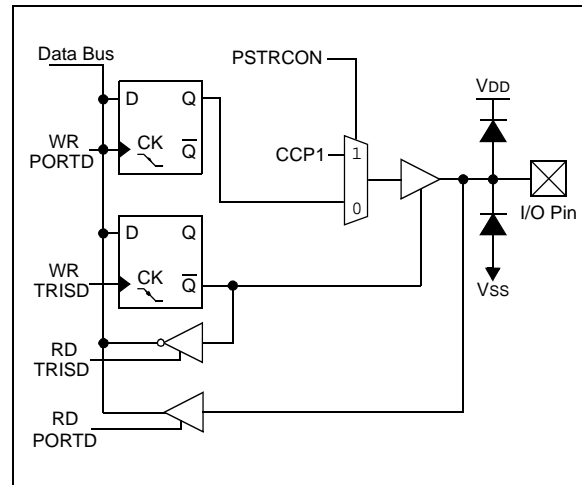 Data Bus
PSTRCON
VDD
D Q
WR
PORTD
CK
Q
CCP1
1
0
I/O Pin
D Q
WR
TRISD
CK
Q
VSS
RD
TRISD
RD
PORTD